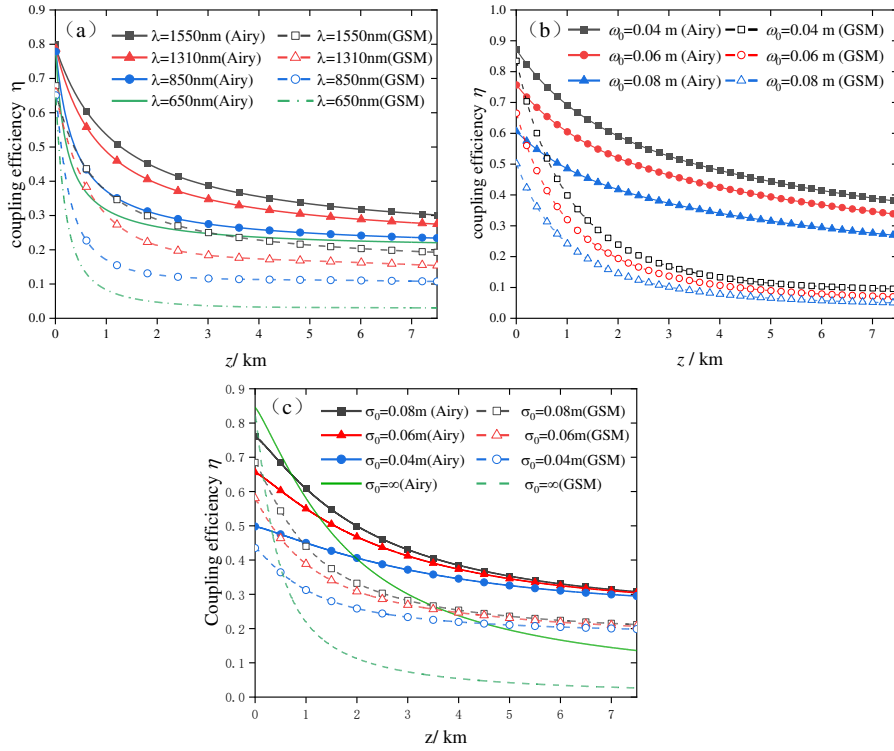 (a)
λ=1550nm (Airy)
λ=1310nm (Airy)
λ=850nm(Airy)
λ=650nm(Airy)
λ=1550nm(GSM)
λ=1310nm(GSM)
λ=850nm(GSM)
λ=650nm(GSM)
coupling efficiency η
0.9
0.8
0.7
0.6
0.5
0.4
0.3
0.2
0.1
0.0
0 1 2 3 4 5 6 7
z/ km
(b)
ω₀=0.04 m (Airy)
ω₀=0.06 m (Airy)
ω₀=0.08 m (Airy)
ω₀=0.04 m (GSM)
ω₀=0.06 m (GSM)
ω₀=0.08 m (GSM)
coupling efficiency η
1.0
0.9
0.8
0.7
0.6
0.5
0.4
0.3
0.2
0.1
0.0
0 1 2 3 4 5 6 7
z / km
(c)
σ₀=0.08m (Airy)
σ₀=0.06m(Airy)
σ₀=0.04m(Airy)
σ₀=∞(Airy)
σ₀=0.08m(GSM)
σ₀=0.06m(GSM)
σ₀=0.04m(GSM)
σ₀=∞(GSM)
Coupling efficiency η
0.9
0.8
0.7
0.6
0.5
0.4
0.3
0.2
0.1
0.0
0 1 2 3 4 5 6 7
z/ km